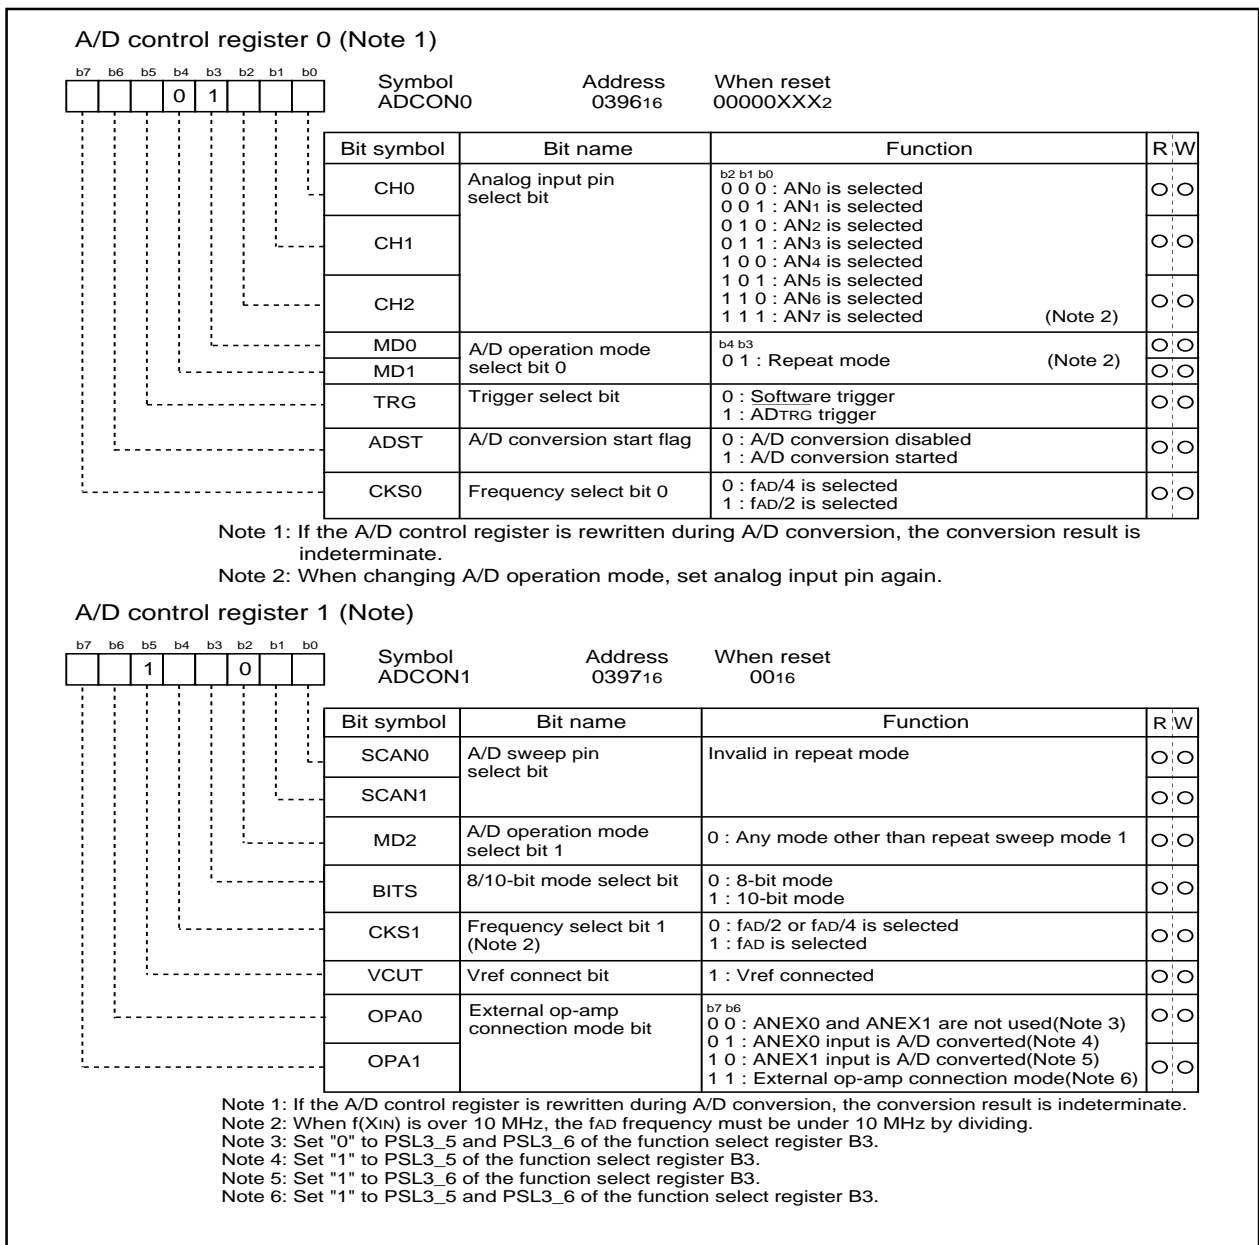 A/D control register 0 (Note 1)
b7 b6 b5 b4 b3 b2 b1 b0
0 1
Symbol Address When reset
ADCON0 039616 00000XXX2
Bit symbol Bit name Function R W
CH0 Analog input pin select bit
b2 b1 b0
0 0 0 : AN0 is selected
0 0 1 : AN1 is selected
0 1 0 : AN2 is selected
CH1 0 1 1 : AN3 is selected
1 0 0 : AN4 is selected
1 0 1 : AN5 is selected
CH2 1 1 0 : AN6 is selected
1 1 1 : AN7 is selected (Note 2)
MD0 A/D operation mode select bit 0
b4 b3
0 1 : Repeat mode (Note 2)
MD1
TRG Trigger select bit 0 : Software trigger
1 : ADTRG trigger
ADST A/D conversion start flag 0 : A/D conversion disabled
1 : A/D conversion started
CKS0 Frequency select bit 0 0 : fAD/4 is selected
1 : fAD/2 is selected
Note 1: If the A/D control register is rewritten during A/D conversion, the conversion result is
indeterminate.
Note 2: When changing A/D operation mode, set analog input pin again.
A/D control register 1 (Note)
b7 b6 b5 b4 b3 b2 b1 b0
1 0
Symbol Address When reset
ADCON1 039716 0016
Bit symbol Bit name Function R W
SCAN0 A/D sweep pin select bit Invalid in repeat mode
SCAN1
MD2 A/D operation mode select bit 1 0 : Any mode other than repeat sweep mode 1
BITS 8/10-bit mode select bit 0 : 8-bit mode
1 : 10-bit mode
CKS1 Frequency select bit 1 (Note 2) 0 : fAD/2 or fAD/4 is selected
1 : fAD is selected
VCUT Vref connect bit 1 : Vref connected
OPA0 External op-amp connection mode bit
b7 b6
0 0 : ANEX0 and ANEX1 are not used(Note 3)
0 1 : ANEX0 input is A/D converted(Note 4)
OPA1 1 0 : ANEX1 input is A/D converted(Note 5)
1 1 : External op-amp connection mode(Note 6)
Note 1: If the A/D control register is rewritten during A/D conversion, the conversion result is indeterminate.
Note 2: When f(XIN) is over 10 MHz, the fAD frequency must be under 10 MHz by dividing.
Note 3: Set "0" to PSL3_5 and PSL3_6 of the function select register B3.
Note 4: Set "1" to PSL3_5 of the function select register B3.
Note 5: Set "1" to PSL3_6 of the function select register B3.
Note 6: Set "1" to PSL3_5 and PSL3_6 of the function select register B3.